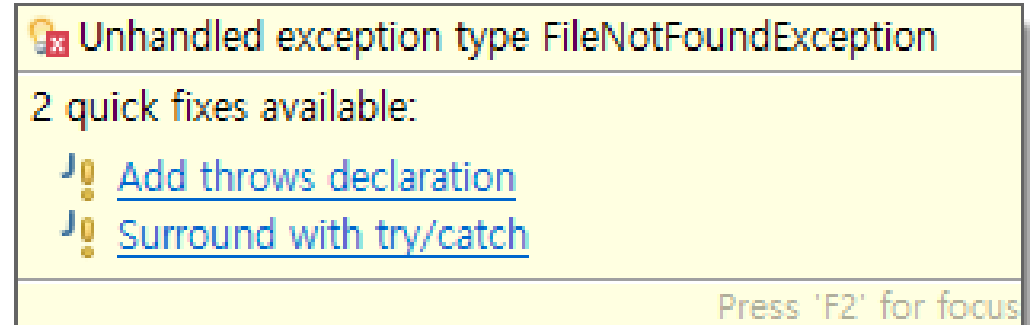 Unhandled exception type FileNotFoundException
2 quick fixes available:
Add throws declaration
Surround with try/catch
Press 'F2' for focus